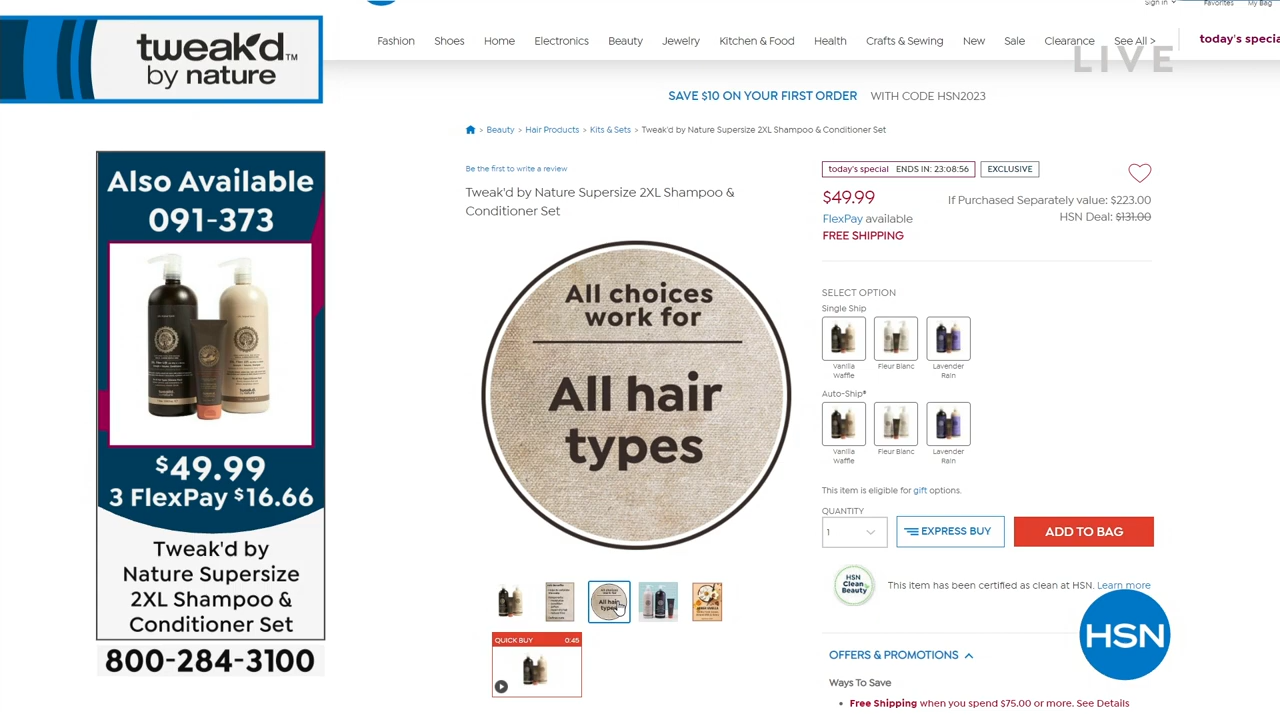 tweak'd™
by nature
Also Available
091-373
$49.99
3 FlexPay $16.66
Tweak'd by
Nature Supersize
2XL Shampoo &
Conditioner Set
800-284-3100
Sign in
Favorites
My Bag
Fashion Shoes Home Electronics Beauty Jewelry Kitchen & Food Health Crafts & Sewing New Sale Clearance See All >
today's specia
LIVE
SAVE $10 ON YOUR FIRST ORDER WITH CODE HSN2023
> Beauty > Hair Products > Kits & Sets > Tweak'd by Nature Supersize 2XL Shampoo & Conditioner Set
Be the first to write a review
Tweak'd by Nature Supersize 2XL Shampoo &
Conditioner Set
All choices
work for
All hair
types
QUICK BUY 0:45
today's special ENDS IN: 23:08:56 EXCLUSIVE
$49.99
If Purchased Separately value: $223.00
FlexPay available
HSN Deal: $131.00
FREE SHIPPING
SELECT OPTION
Single Ship
Vanilla
Waffle
Fleur Blanc
Lavender
Rain
Auto-Ship®
Vanilla
Waffle
Fleur Blanc
Lavender
Rain
This item is eligible for gift options.
QUANTITY
1
EXPRESS BUY
ADD TO BAG
HSN
Clean
Beauty
This item has been certified as clean at HSN. Learn more
HSN
OFFERS & PROMOTIONS
Ways To Save
• Free Shipping when you spend $75.00 or more. See Details